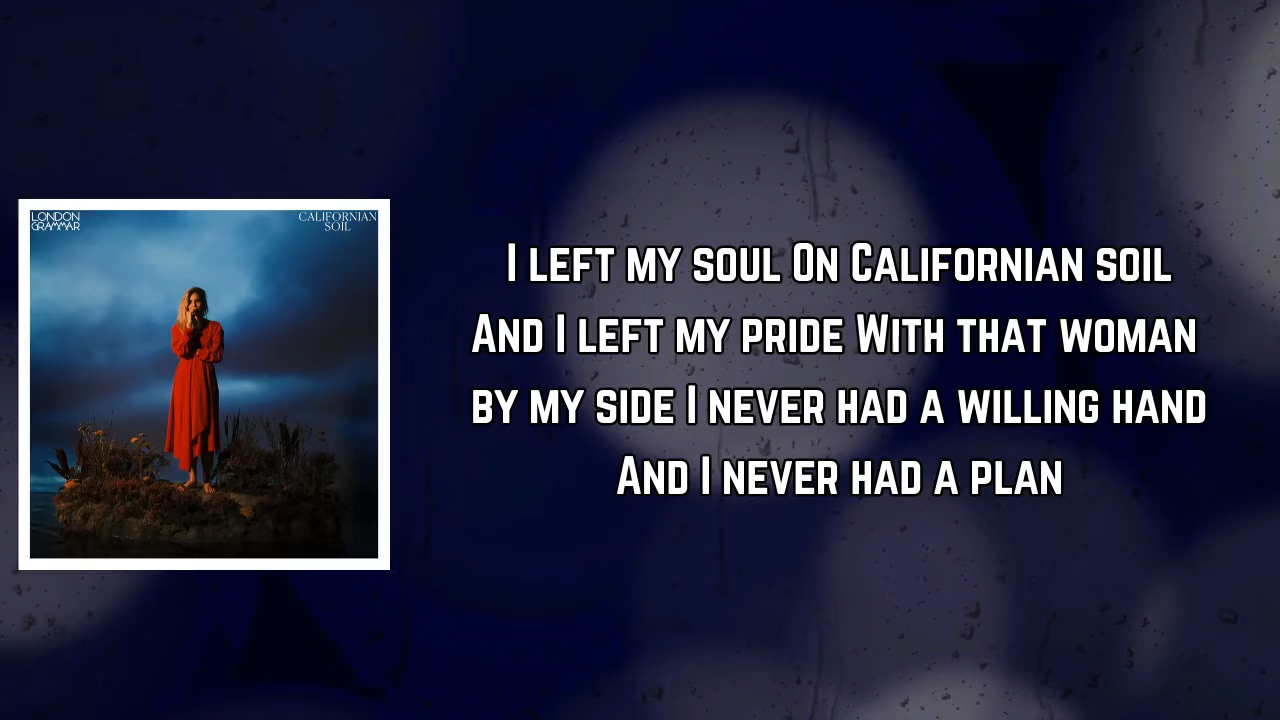 LONDON
GRAMMAR
CALIFORNIAN
SOIL
I LEFT MY SOUL ON CALIFORNIAN SOIL
AND I LEFT MY PRIDE WITH THAT WOMAN
BY MY SIDE I NEVER HAD A WILLING HAND
AND I NEVER HAD A PLAN